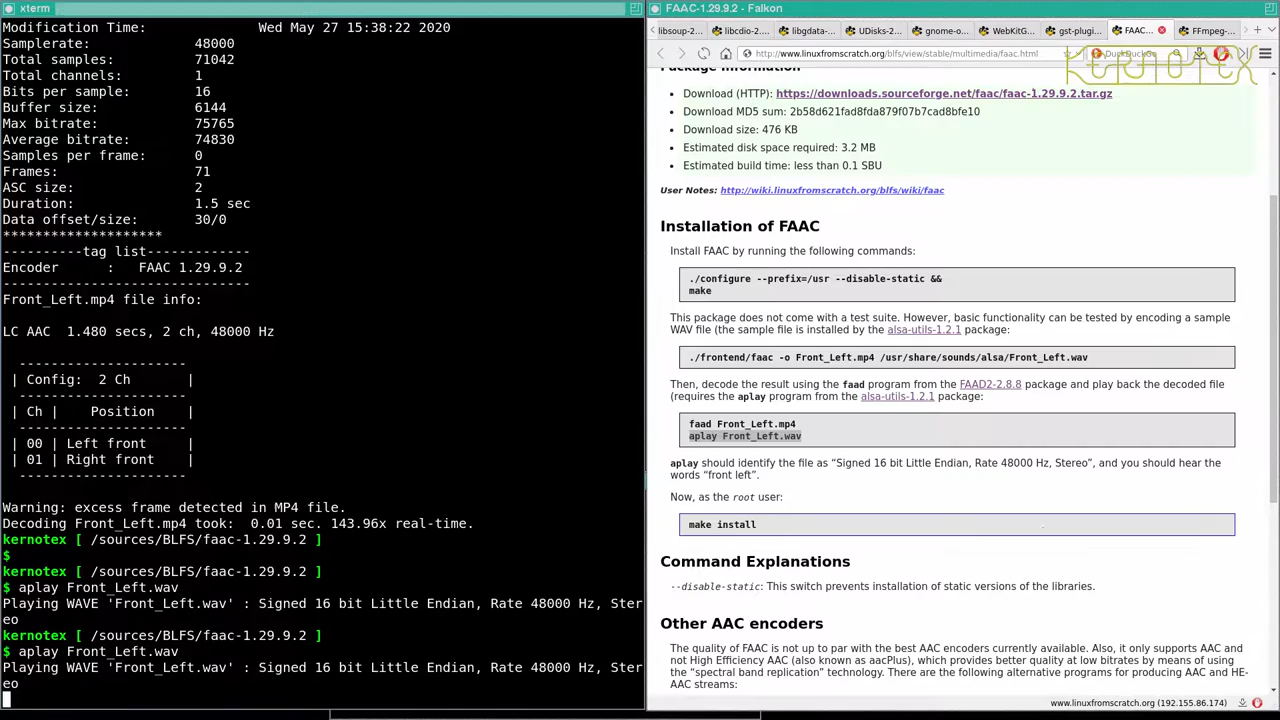 xterm
Modification Time: Wed May 27 15:38:22 2020
Samplerate: 48000
Total samples: 71042
Total channels: 1
Bits per sample: 16
Buffer size: 6144
Max bitrate: 75765
Average bitrate: 74830
Samples per frame: 0
Frames: 71
ASC size: 2
Duration: 1.5 sec
Data offset/size: 30/0
********************
----------tag list-------------
Encoder : FAAC 1.29.9.2
-------------------------------
Front_Left.mp4 file info:
LC AAC 1.480 secs, 2 ch, 48000 Hz
---------------------
| Config: 2 Ch |
---------------------
| Ch | Position |
---------------------
| 00 | Left front |
| 01 | Right front |
---------------------
Warning: excess frame detected in MP4 file.
Decoding Front_Left.mp4 took: 0.01 sec. 143.96x real-time.
kernotex [ /sources/BLFS/faac-1.29.9.2 ]
$
kernotex [ /sources/BLFS/faac-1.29.9.2 ]
$ aplay Front_Left.wav
Playing WAVE 'Front_Left.wav' : Signed 16 bit Little Endian, Rate 48000 Hz, Ster
eo
kernotex [ /sources/BLFS/faac-1.29.9.2 ]
$ aplay Front_Left.wav
Playing WAVE 'Front_Left.wav' : Signed 16 bit Little Endian, Rate 48000 Hz, Ster
eo
FAAC-1.29.9.2 - Falkon
libsoup-2... libcdio-2... libgdata-... UDisks-2... gnome-o... WebKitG... gst-plugi... FAAC... FFmpeg-...
http://www.linuxfromscratch.org/blfs/view/stable/multimedia/faac.html
DuckDuckGo
KERNOTEX
Package Information
• Download (HTTP): https://downloads.sourceforge.net/faac/faac-1.29.9.2.tar.gz
• Download MD5 sum: 2b58d621fad8fda879f07b7cad8bfe10
• Download size: 476 KB
• Estimated disk space required: 3.2 MB
• Estimated build time: less than 0.1 SBU
User Notes: http://wiki.linuxfromscratch.org/blfs/wiki/faac
Installation of FAAC
Install FAAC by running the following commands:
./configure --prefix=/usr --disable-static &&
make
This package does not come with a test suite. However, basic functionality can be tested by encoding a sample
WAV file (the sample file is installed by the alsa-utils-1.2.1 package:
./frontend/faac -o Front_Left.mp4 /usr/share/sounds/alsa/Front_Left.wav
Then, decode the result using the faad program from the FAAD2-2.8.8 package and play back the decoded file
(requires the aplay program from the alsa-utils-1.2.1 package:
faad Front_Left.mp4
aplay Front_Left.wav
aplay should identify the file as “Signed 16 bit Little Endian, Rate 48000 Hz, Stereo”, and you should hear the
words “front left”.
Now, as the root user:
make install
Command Explanations
--disable-static: This switch prevents installation of static versions of the libraries.
Other AAC encoders
The quality of FAAC is not up to par with the best AAC encoders currently available. Also, it only supports AAC and
not High Efficiency AAC (also known as aacPlus), which provides better quality at low bitrates by means of using
the “spectral band replication” technology. There are the following alternative programs for producing AAC and HE-
AAC streams:
www.linuxfromscratch.org (192.155.86.174)